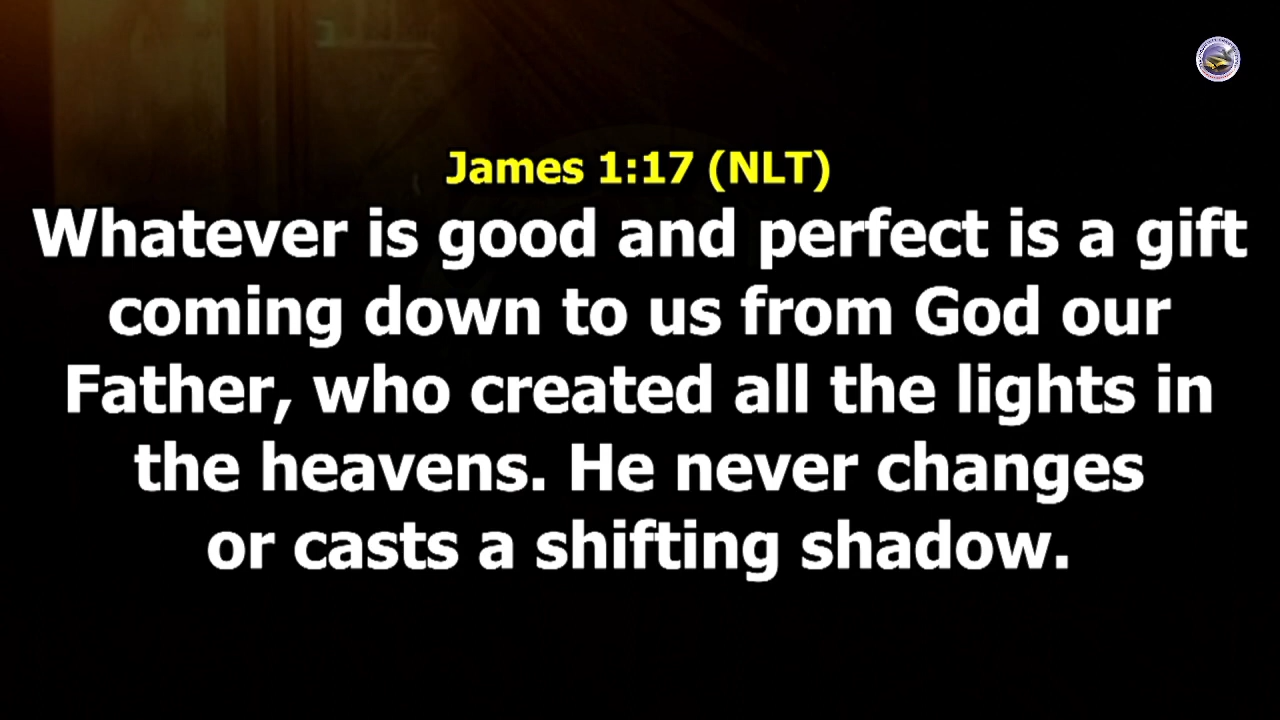 James 1:17 (NLT)
Whatever is good and perfect is a gift
coming down to us from God our
Father, who created all the lights in
the heavens. He never changes
or casts a shifting shadow.